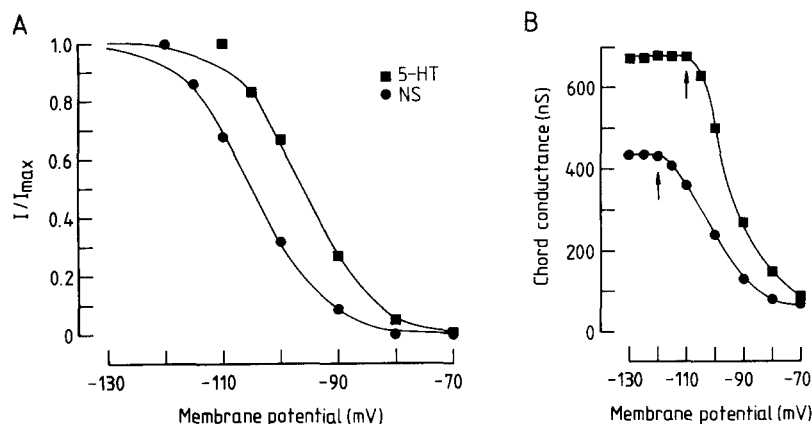 A
1.0
0.8
0.6
0.4
0.2
0
I/Imax
■ 5-HT
● NS
−130 −110 −90 −70
Membrane potential (mV)
B
600
400
200
0
Chord conductance (nS)
−130 −110 −90 −70
Membrane potential (mV)